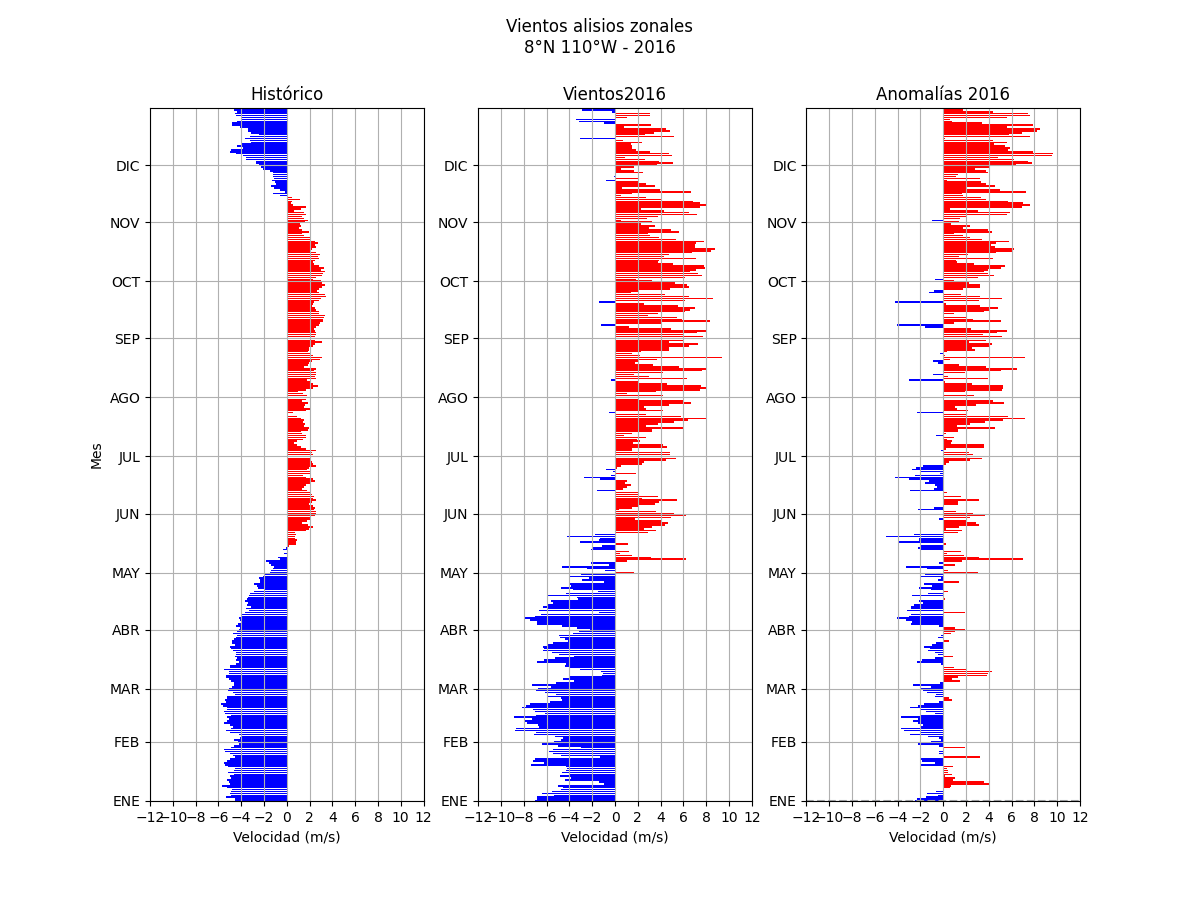 Vientos alisios zonales
8°N 110°W - 2016
Histórico
Vientos2016
Anomalías 2016
Mes
DIC
NOV
OCT
SEP
AGO
JUL
JUN
MAY
ABR
MAR
FEB
ENE
−12 −10 −8 −6 −4 −2 0 2 4 6 8 10 12
Velocidad (m/s)
DIC
NOV
OCT
SEP
AGO
JUL
JUN
MAY
ABR
MAR
FEB
ENE
−12 −10 −8 −6 −4 −2 0 2 4 6 8 10 12
Velocidad (m/s)
DIC
NOV
OCT
SEP
AGO
JUL
JUN
MAY
ABR
MAR
FEB
ENE
−12 −10 −8 −6 −4 −2 0 2 4 6 8 10 12
Velocidad (m/s)